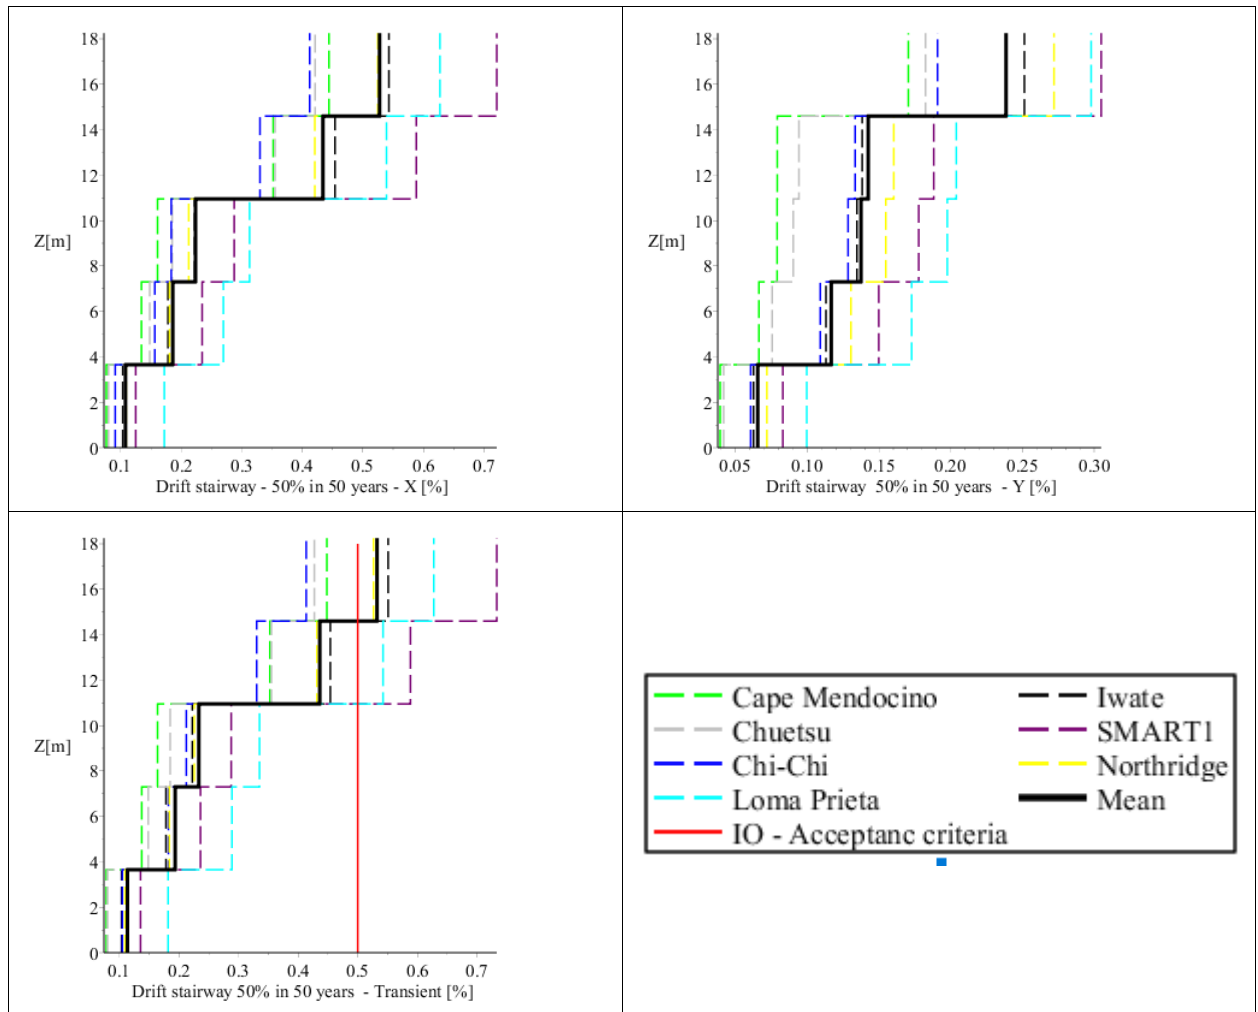 18
16
14
12
10
Z[m]
8
6
4
2
0
0.1 0.2 0.3 0.4 0.5 0.6 0.7
Drift stairway - 50% in 50 years - X [%]
18
16
14
12
10
Z[m]
8
6
4
2
0
0.05 0.10 0.15 0.20 0.25 0.30
Drift stairway 50% in 50 years - Y [%]
18
16
14
12
10
Z[m]
8
6
4
2
0
0.1 0.2 0.3 0.4 0.5 0.6 0.7
Drift stairway 50% in 50 years - Transient [%]
Cape Mendocino Iwate
Chuetsu SMART1
Chi-Chi Northridge
Loma Prieta Mean
IO - Acceptanc criteria